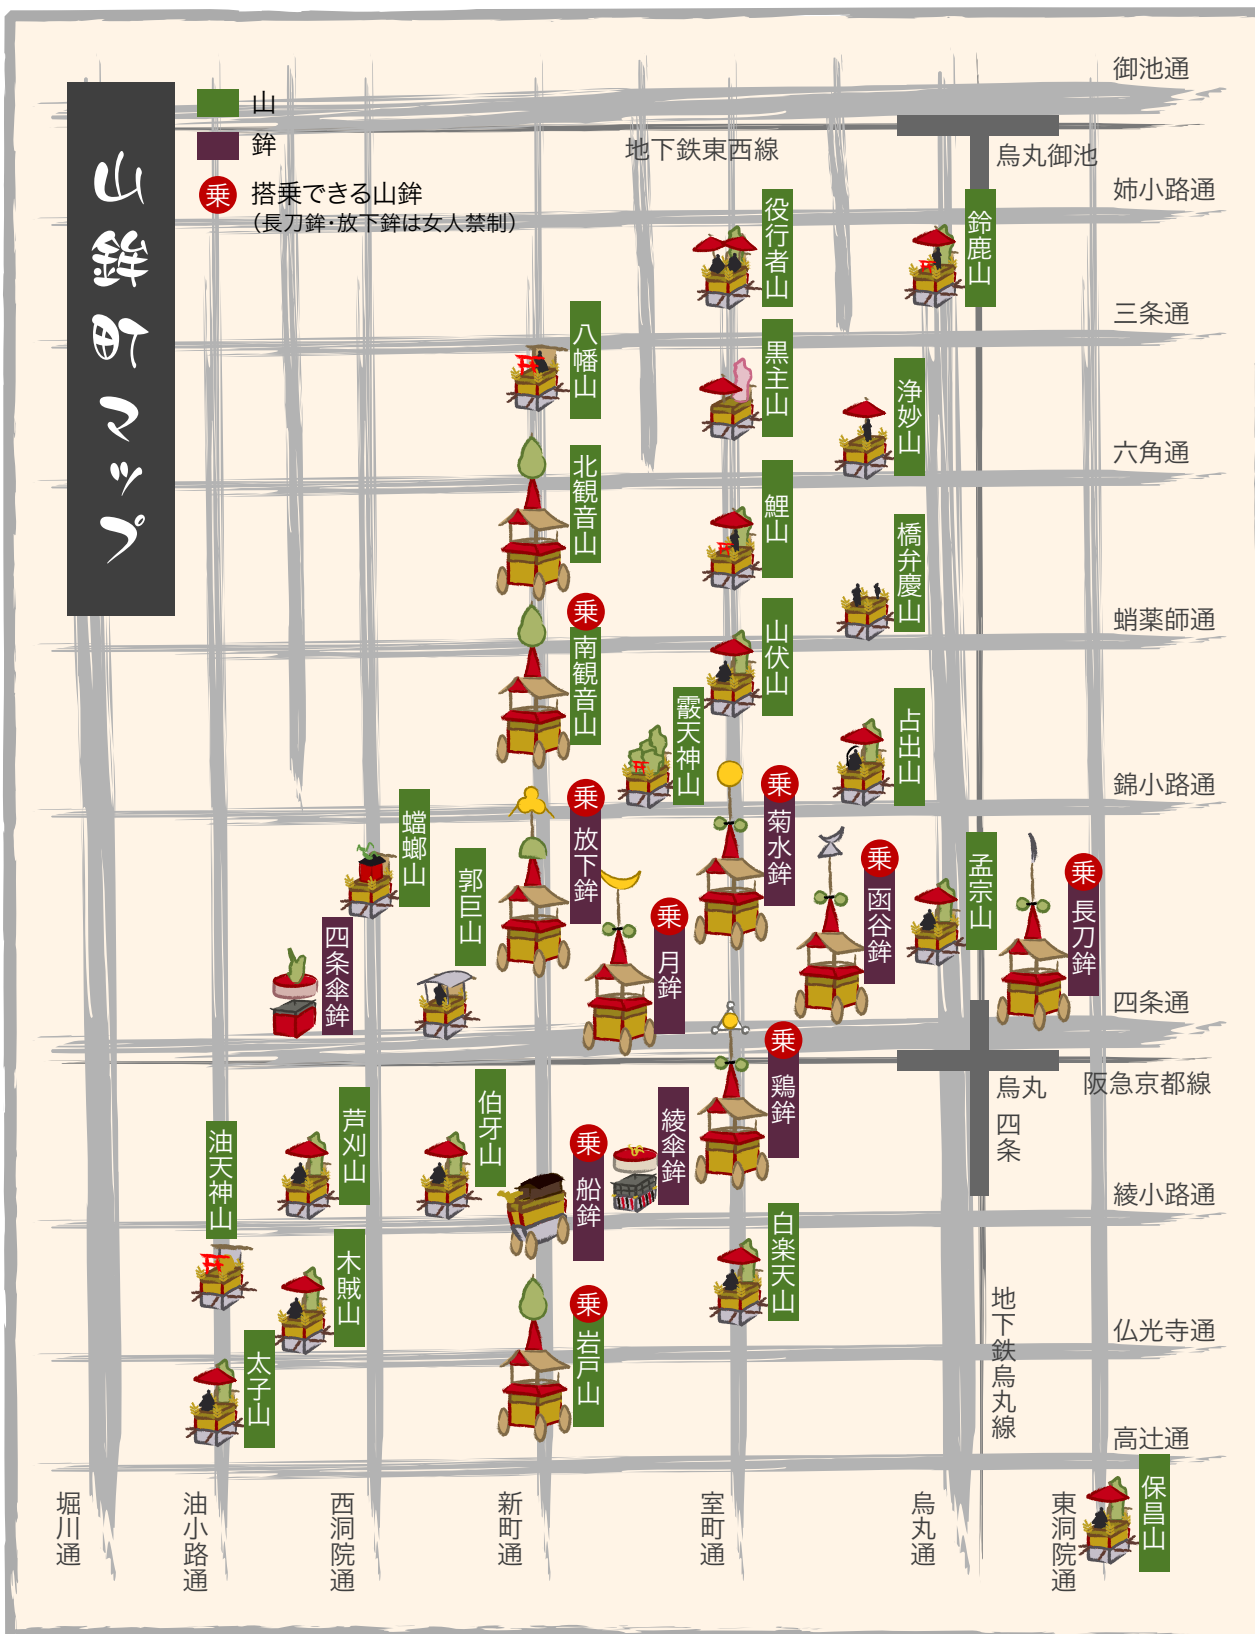 山鉾町マップ
山
鉾
乗 搭乗できる山鉾
（長刀鉾・放下鉾は女人禁制）
御池通
地下鉄東西線
烏丸御池
姉小路通
役行者山
鈴鹿山
三条通
八幡山
黒主山
浄妙山
六角通
北観音山
鯉山
橋弁慶山
蛸薬師通
乗
南観音山
山伏山
霰天神山
占出山
錦小路通
蟷螂山
郭巨山
乗
放下鉾
乗
菊水鉾
乗
函谷鉾
孟宗山
乗
長刀鉾
四条傘鉾
乗
月鉾
四条通
乗
鶏鉾
烏丸
阪急京都線
四条
油天神山
芦刈山
伯牙山
乗
船鉾
綾傘鉾
綾小路通
白楽天山
木賊山
乗
岩戸山
地下鉄烏丸線
仏光寺通
太子山
高辻通
保昌山
堀川通
油小路通
西洞院通
新町通
室町通
烏丸通
東洞院通